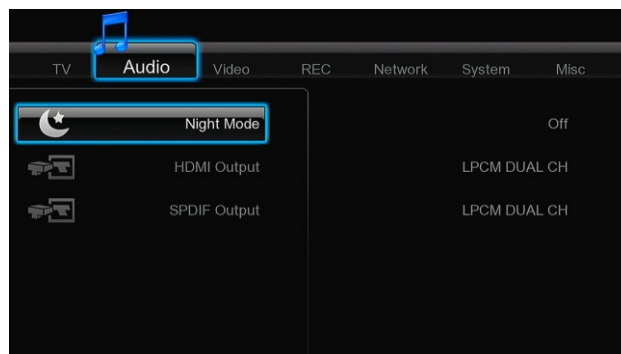 TV Audio Video REC Network System Misc
Night Mode Off
HDMI Output LPCM DUAL CH
SPDIF Output LPCM DUAL CH